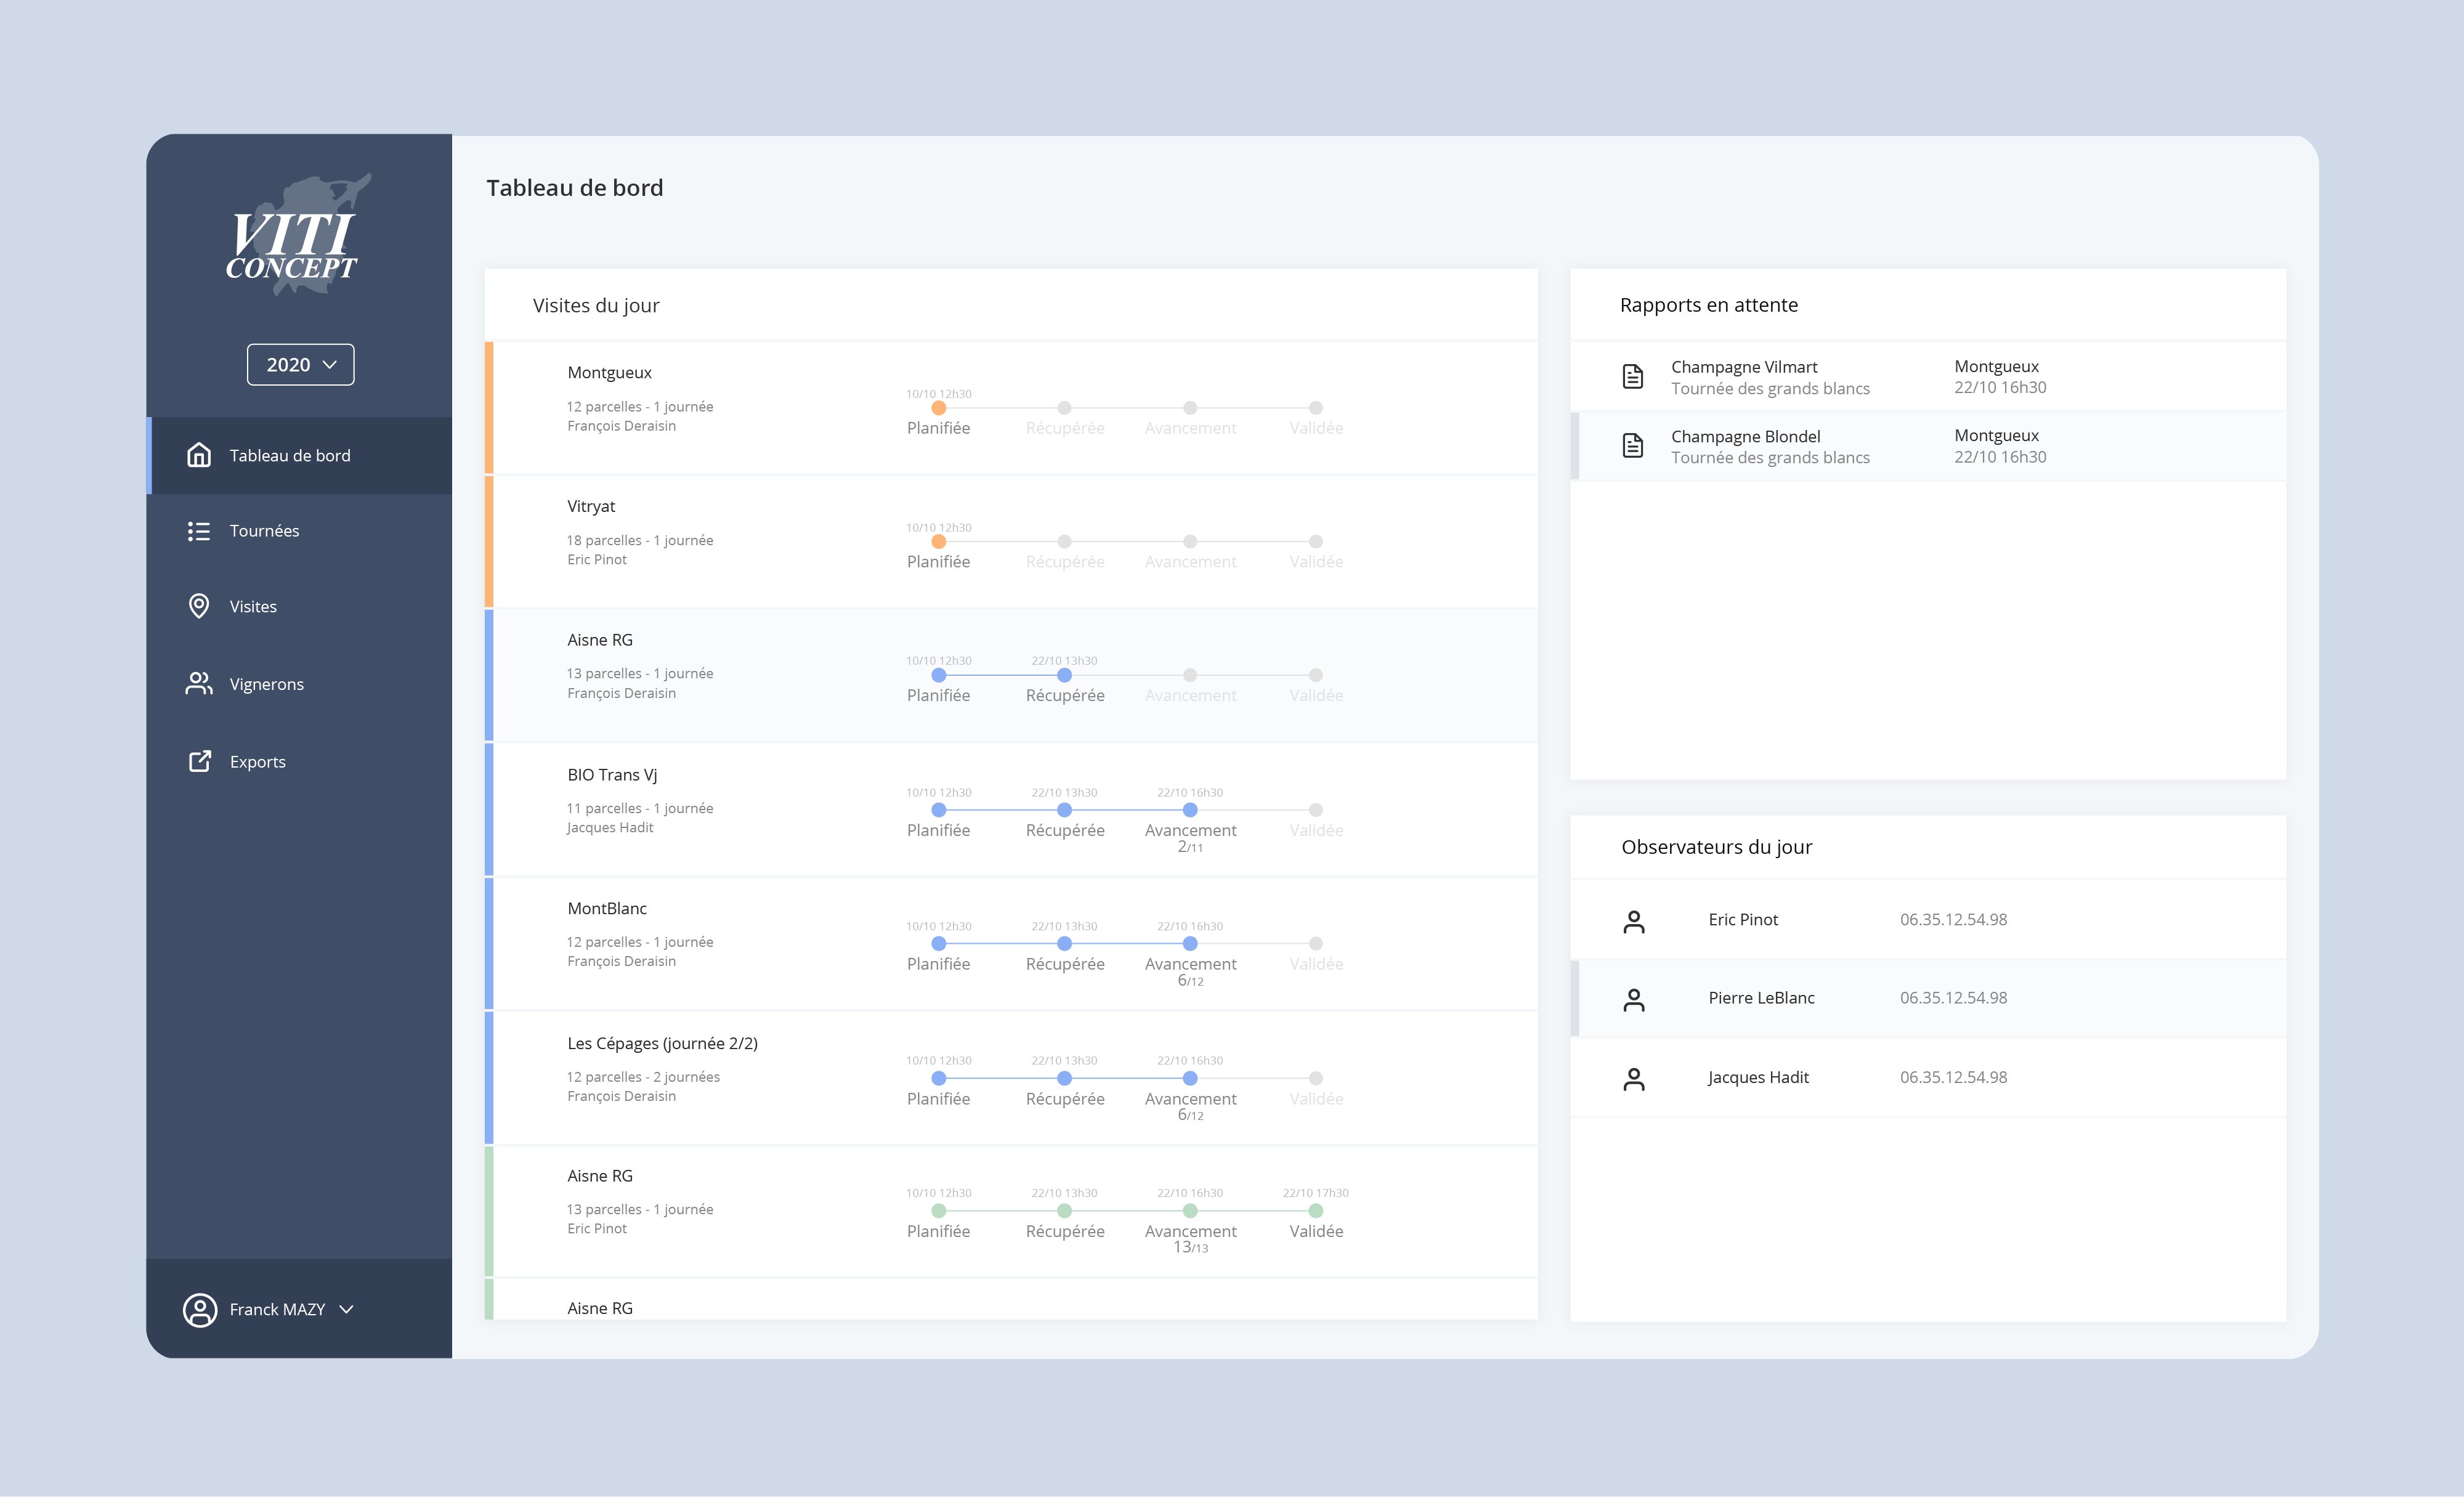 VITI
CONCEPT
2020
Tableau de bord
Tournées
Visites
Vignerons
Exports
Franck MAZY
Tableau de bord
Visites du jour
Montgueux
12 parcelles - 1 journée
François Deraisin
10/10 12h30
Planifiée Récupérée Avancement Validée
Vitryat
18 parcelles - 1 journée
Eric Pinot
10/10 12h30
Planifiée Récupérée Avancement Validée
Aisne RG
13 parcelles - 1 journée
François Deraisin
10/10 12h30 22/10 13h30
Planifiée Récupérée Avancement Validée
BIO Trans Vj
11 parcelles - 1 journée
Jacques Hadit
10/10 12h30 22/10 13h30 22/10 16h30
Planifiée Récupérée Avancement Validée
2/11
MontBlanc
12 parcelles - 1 journée
François Deraisin
10/10 12h30 22/10 13h30 22/10 16h30
Planifiée Récupérée Avancement Validée
6/12
Les Cépages (journée 2/2)
12 parcelles - 2 journées
François Deraisin
10/10 12h30 22/10 13h30 22/10 16h30
Planifiée Récupérée Avancement Validée
6/12
Aisne RG
13 parcelles - 1 journée
Eric Pinot
10/10 12h30 22/10 13h30 22/10 16h30 22/10 17h30
Planifiée Récupérée Avancement Validée
13/13
Aisne RG
Rapports en attente
Champagne Vilmart Montgueux
Tournée des grands blancs 22/10 16h30
Champagne Blondel Montgueux
Tournée des grands blancs 22/10 16h30
Observateurs du jour
Eric Pinot 06.35.12.54.98
Pierre LeBlanc 06.35.12.54.98
Jacques Hadit 06.35.12.54.98